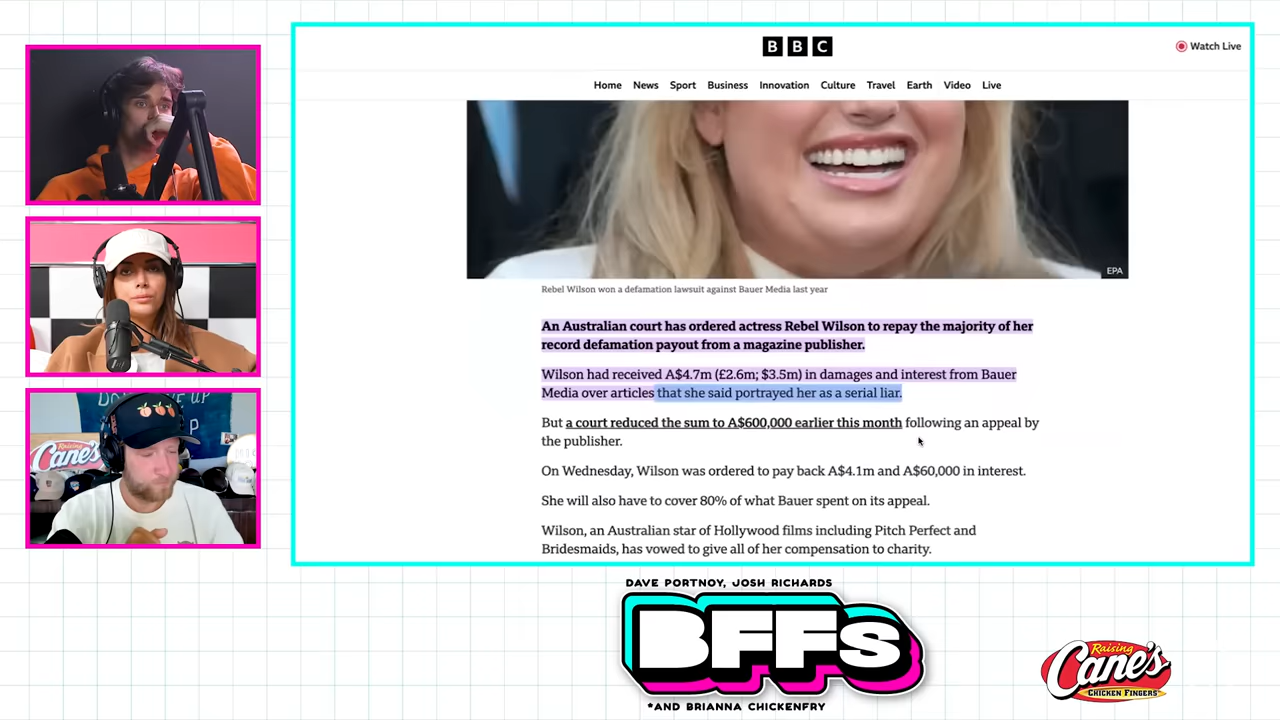 BBC
Watch Live
Home News Sport Business Innovation Culture Travel Earth Video Live
EPA
Rebel Wilson won a defamation lawsuit against Bauer Media last year
An Australian court has ordered actress Rebel Wilson to repay the majority of her
record defamation payout from a magazine publisher.
Wilson had received A$4.7m (£2.6m; $3.5m) in damages and interest from Bauer
Media over articles that she said portrayed her as a serial liar.
But a court reduced the sum to A$600,000 earlier this month following an appeal by
the publisher.
On Wednesday, Wilson was ordered to pay back A$4.1m and A$60,000 in interest.
She will also have to cover 80% of what Bauer spent on its appeal.
Wilson, an Australian star of Hollywood films including Pitch Perfect and
Bridesmaids, has vowed to give all of her compensation to charity.
Raising
Cane's
DAVE PORTNOY, JOSH RICHARDS
BFFs
*AND BRIANNA CHICKENFRY
Raising
Cane's
CHICKEN FINGERS